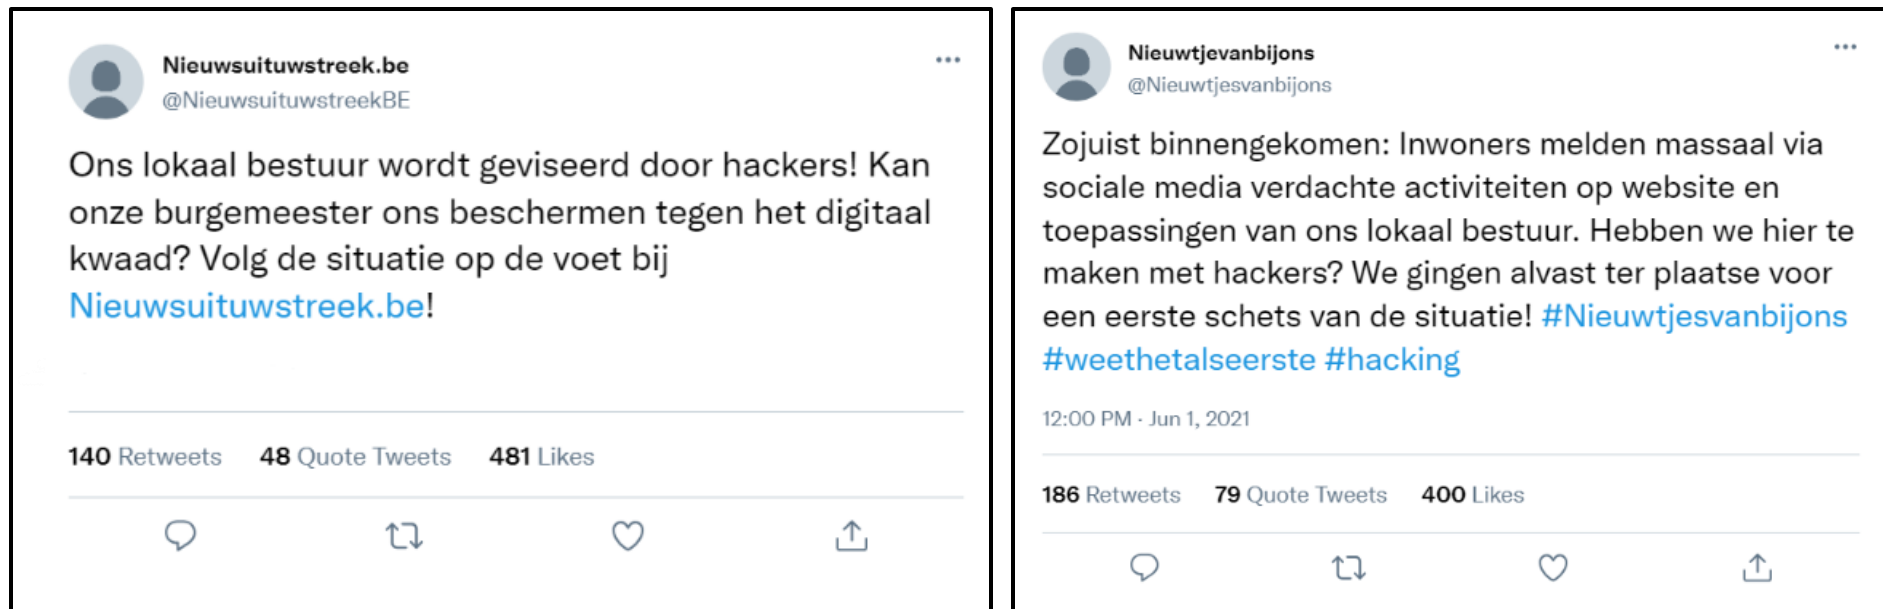 Nieuwsuituwstreek.be
@NieuwsuituwstreekBE
Ons lokaal bestuur wordt geviseerd door hackers! Kan
onze burgemeester ons beschermen tegen het digitaal
kwaad? Volg de situatie op de voet bij
Nieuwsuituwstreek.be!
140 Retweets 48 Quote Tweets 481 Likes
Nieuwtjevanbijons
@Nieuwtjesvanbijons
Zojuist binnengekomen: Inwoners melden massaal via
sociale media verdachte activiteiten op website en
toepassingen van ons lokaal bestuur. Hebben we hier te
maken met hackers? We gingen alvast ter plaatse voor
een eerste schets van de situatie! #Nieuwtjesvanbijons
#weethetalseerste #hacking
12:00 PM · Jun 1, 2021
186 Retweets 79 Quote Tweets 400 Likes